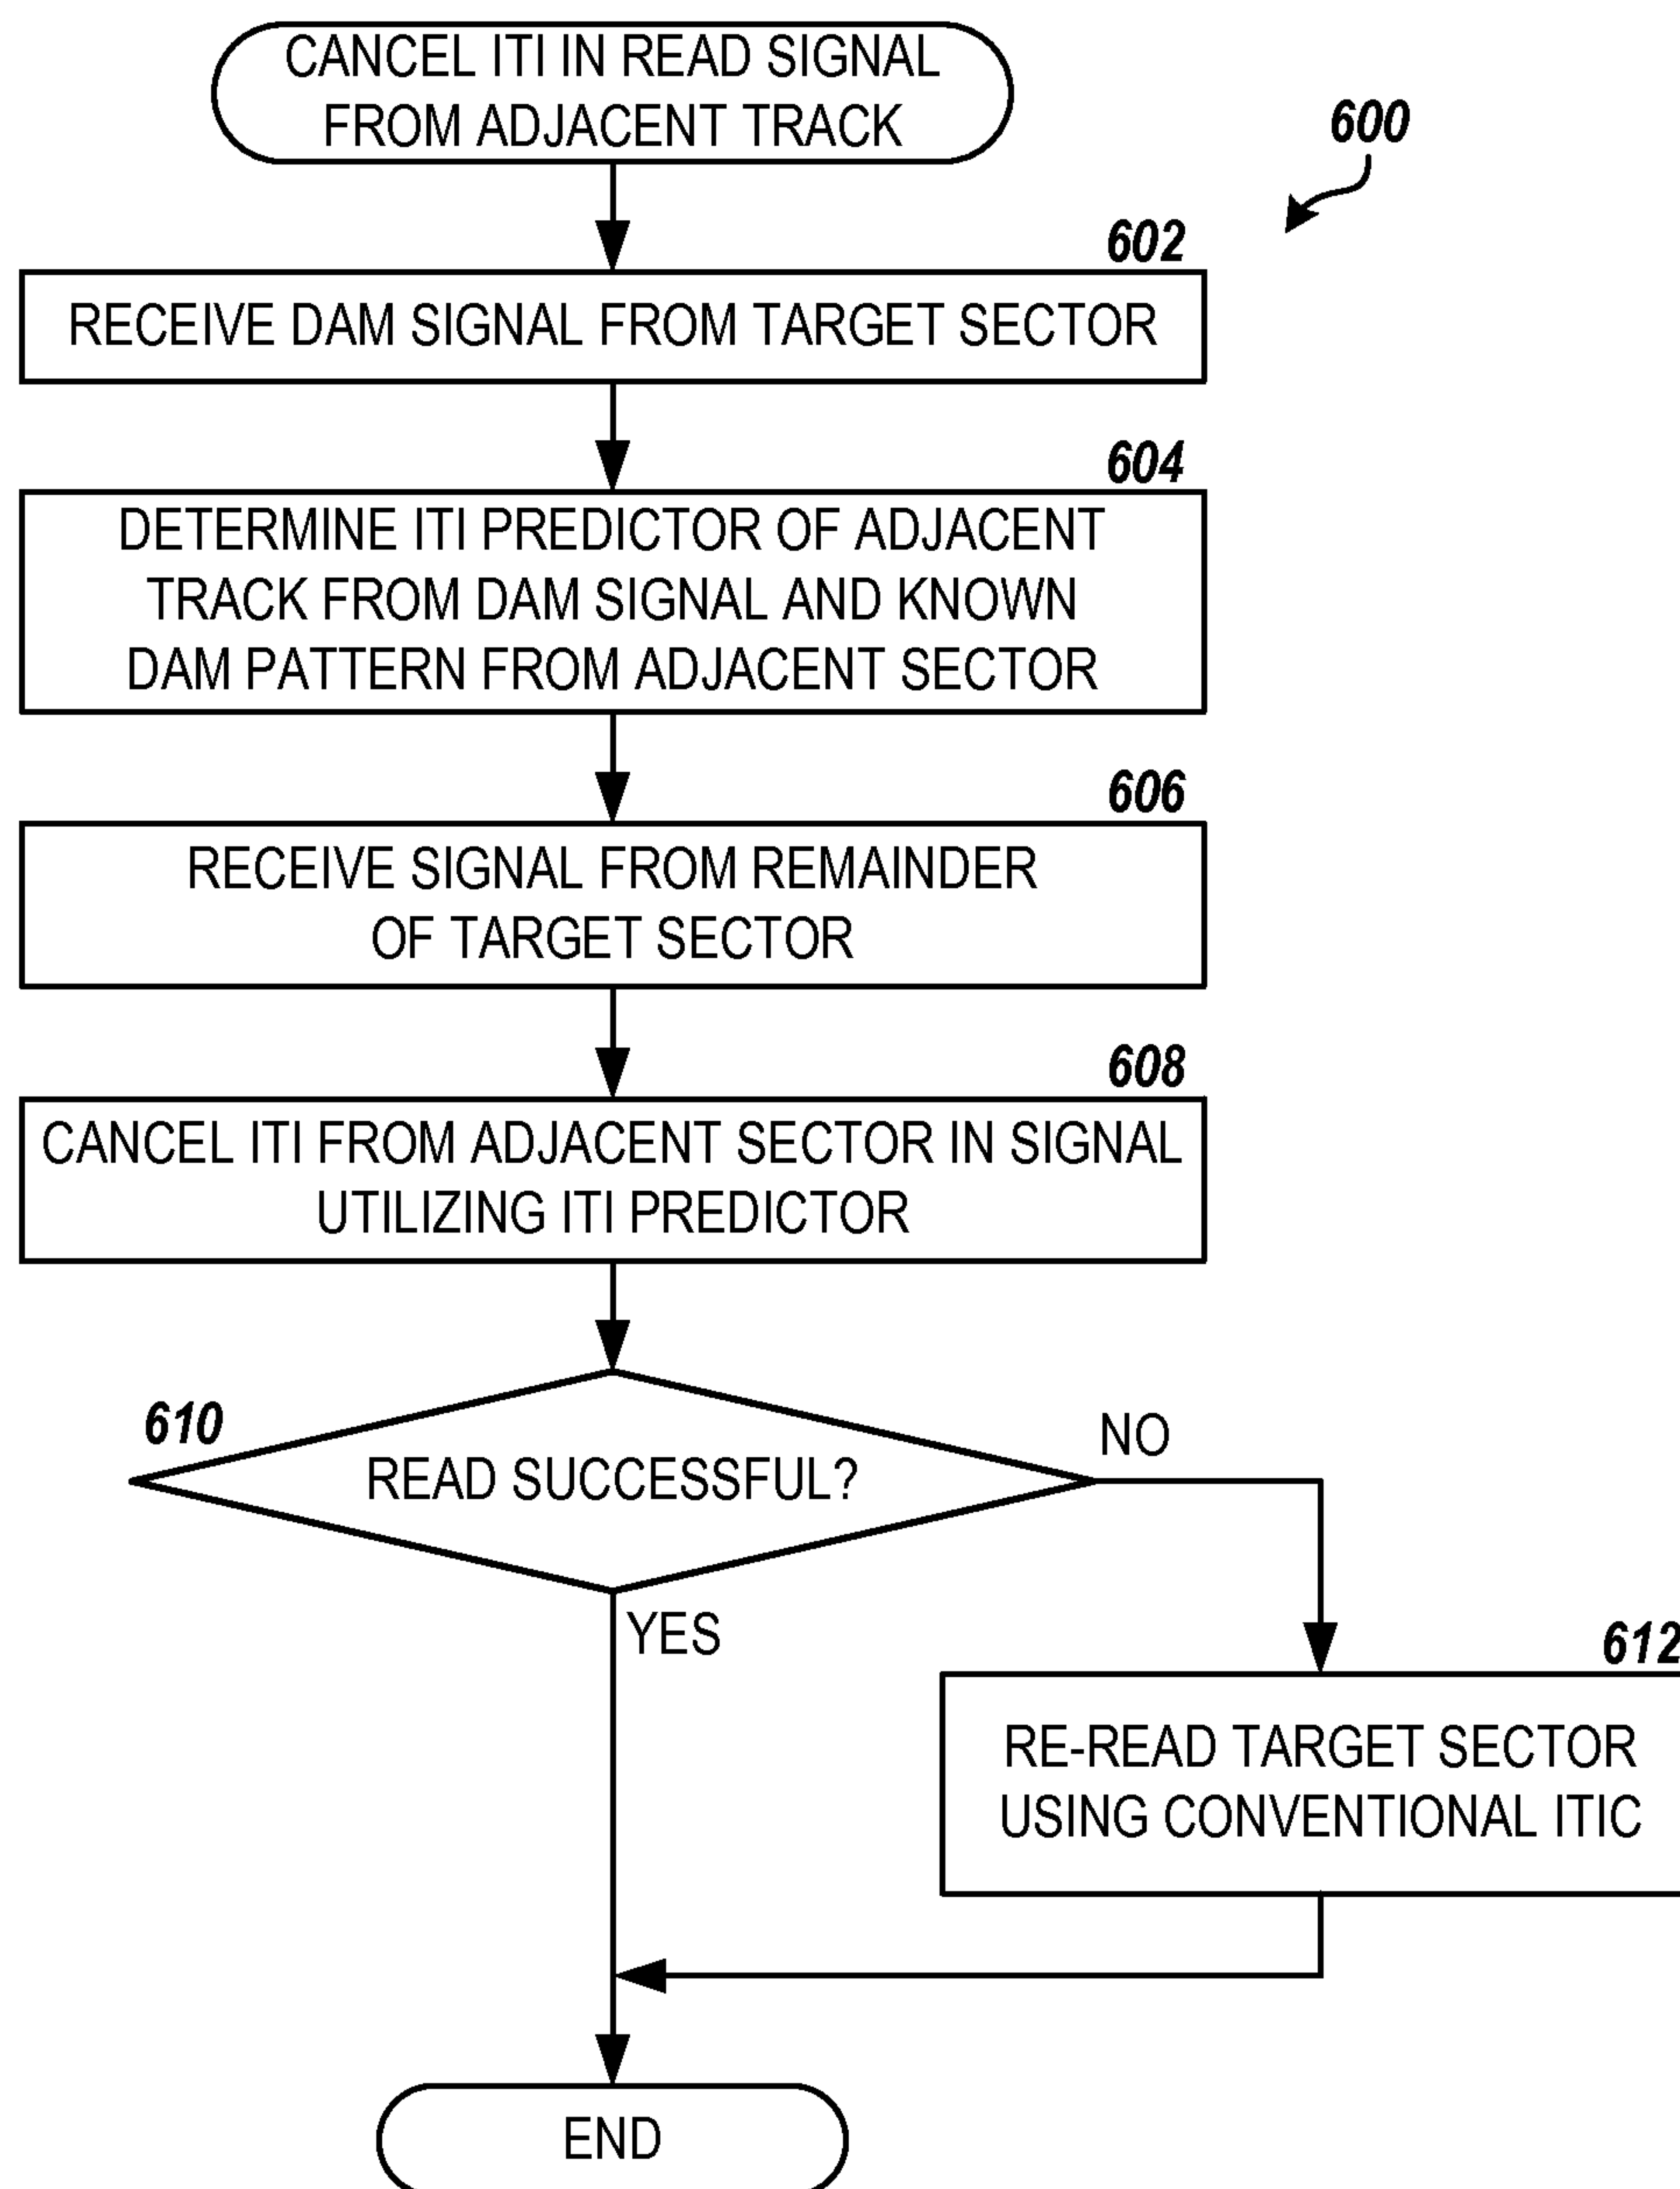 CANCEL ITI IN READ SIGNAL
FROM ADJACENT TRACK
600
602
RECEIVE DAM SIGNAL FROM TARGET SECTOR
604
DETERMINE ITI PREDICTOR OF ADJACENT
TRACK FROM DAM SIGNAL AND KNOWN
DAM PATTERN FROM ADJACENT SECTOR
606
RECEIVE SIGNAL FROM REMAINDER
OF TARGET SECTOR
608
CANCEL ITI FROM ADJACENT SECTOR IN SIGNAL
UTILIZING ITI PREDICTOR
610
READ SUCCESSFUL?
NO
YES
612
RE-READ TARGET SECTOR
USING CONVENTIONAL ITIC
END